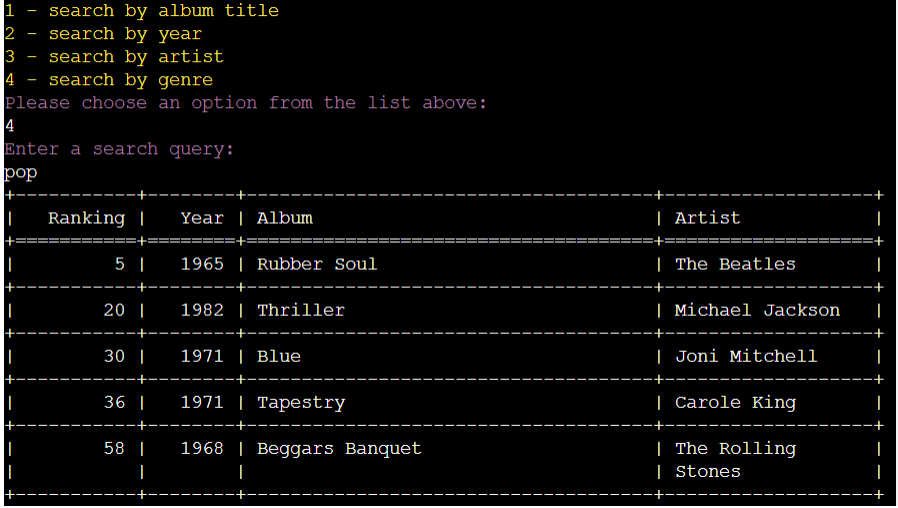 1 - search by album title
2 - search by year
3 - search by artist
4 - search by genre
Please choose an option from the list above:
4
Enter a search query:
pop
+-----------+--------+-------------------------------------+-------------------+
|   Ranking |   Year | Album                               | Artist            |
+===========+========+=====================================+===================+
|         5 |   1965 | Rubber Soul                         | The Beatles       |
+-----------+--------+-------------------------------------+-------------------+
|        20 |   1982 | Thriller                            | Michael Jackson   |
+-----------+--------+-------------------------------------+-------------------+
|        30 |   1971 | Blue                                | Joni Mitchell     |
+-----------+--------+-------------------------------------+-------------------+
|        36 |   1971 | Tapestry                            | Carole King       |
+-----------+--------+-------------------------------------+-------------------+
|        58 |   1968 | Beggars Banquet                     | The Rolling       |
|           |        |                                     | Stones            |
+-----------+--------+-------------------------------------+-------------------+